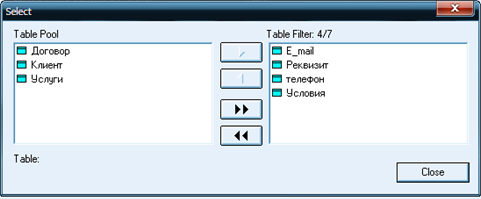 Select
Table Pool
Договор
Клиент
Услуги
Table Filter: 4/7
E_mail
Реквизит
телефон
Условия
Table:
Close